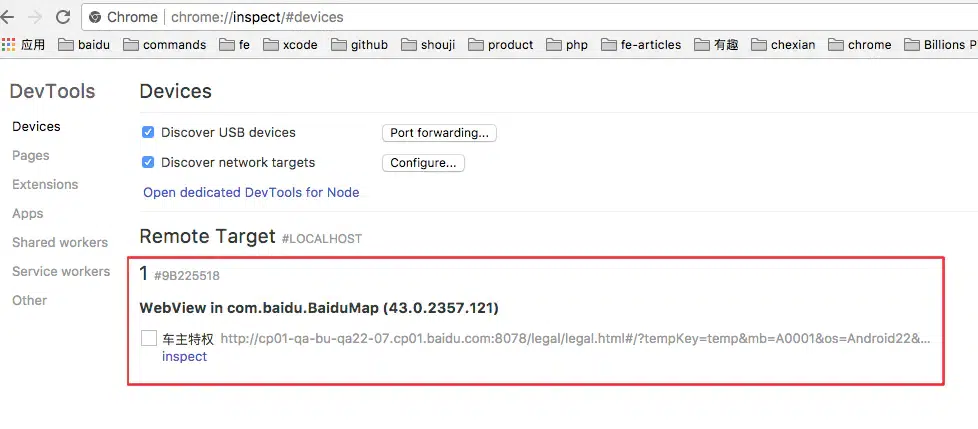 Chrome chrome://inspect/#devices
应用 baidu commands fe xcode github shouji product php fe-articles 有趣 chexian chrome Billions P
DevTools
Devices
Pages
Extensions
Apps
Shared workers
Service workers
Other
Devices
Discover USB devices Port forwarding...
Discover network targets Configure...
Open dedicated DevTools for Node
Remote Target #LOCALHOST
1 #9B225518
WebView in com.baidu.BaiduMap (43.0.2357.121)
车主特权 http://cp01-qa-bu-qa22-07.cp01.baidu.com:8078/legal/legal.html#/?tempKey=temp&mb=A0001&os=Android22&...
inspect